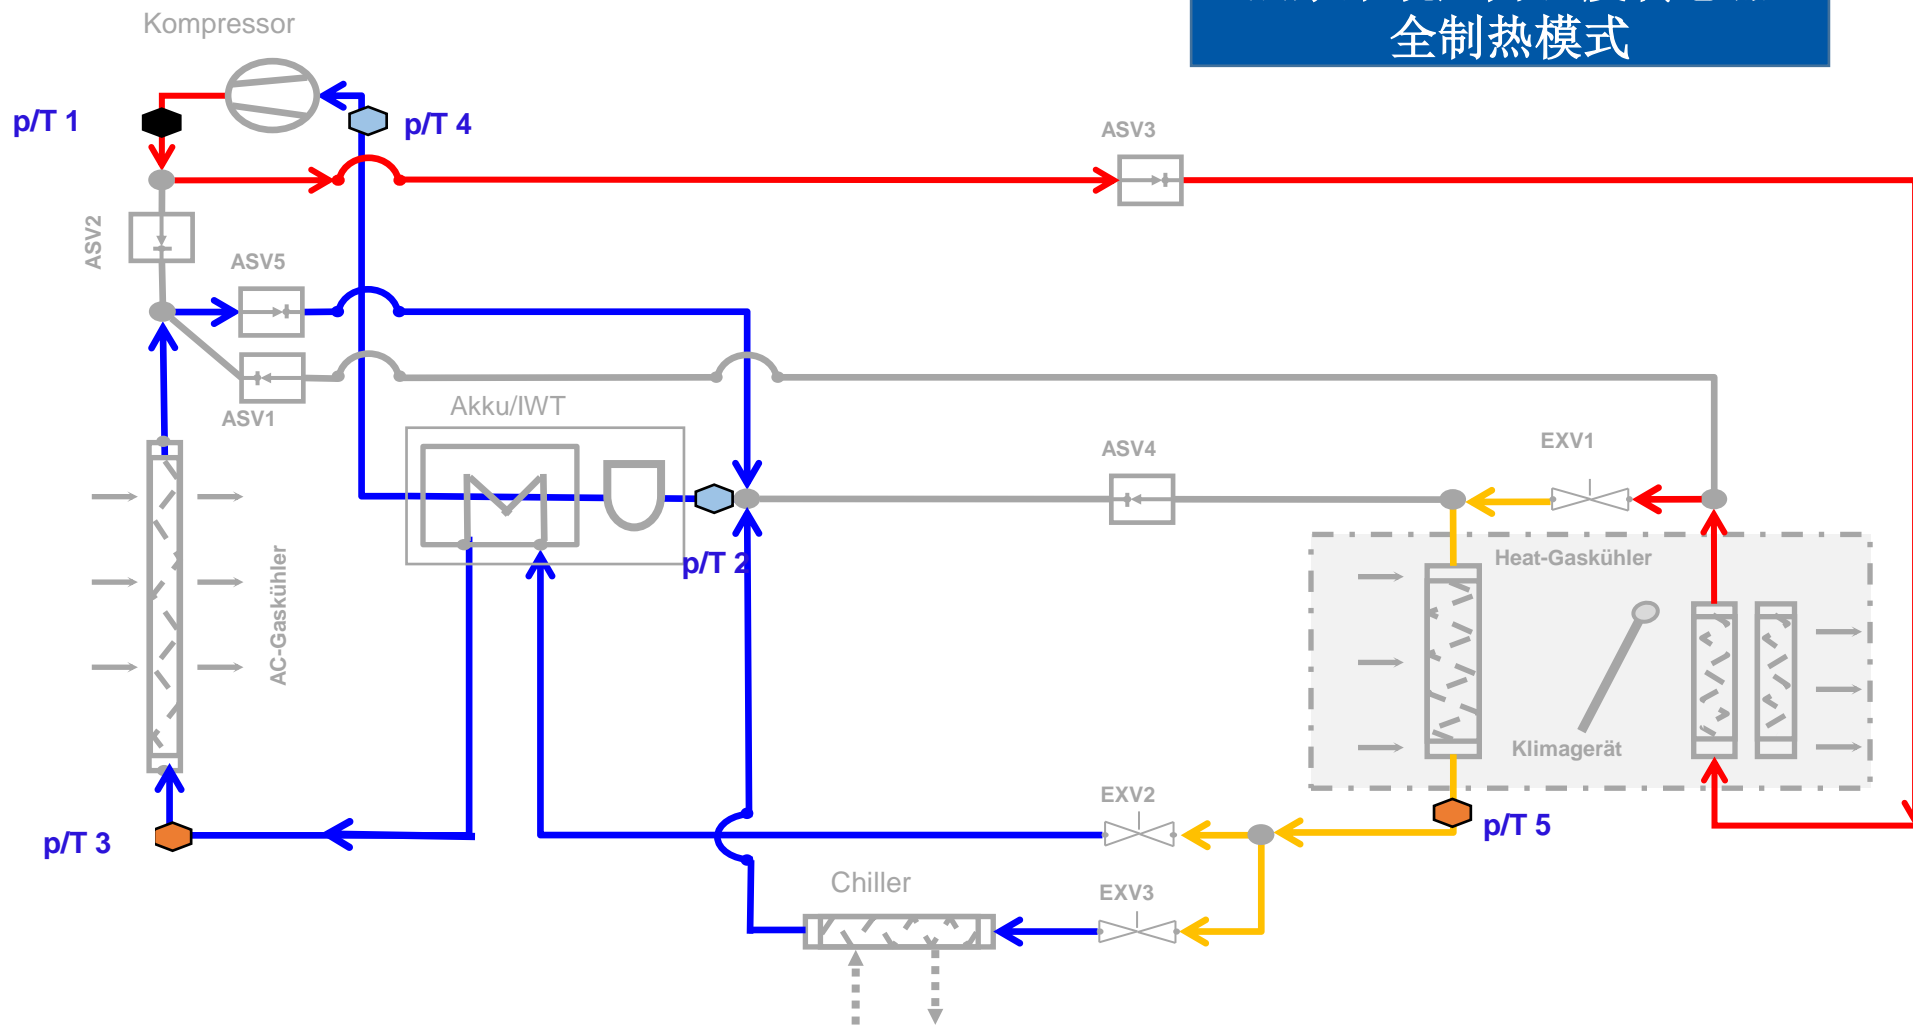 全制热模式
Kompressor
p/T 1
p/T 4
ASV3
ASV2
ASV5
ASV1
Akku/IWT
ASV4
EXV1
p/T 2
Heat-Gaskühler
AC-Gaskühler
Klimagerät
EXV2
p/T 5
p/T 3
Chiller
EXV3